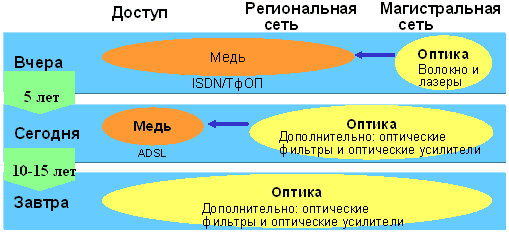 Доступ
Региональная
сеть
Магистральная
сеть
Вчера
Медь
ISDN/ТфОП
Оптика
Волокно и
лазеры
5 лет
Сегодня
Медь
ADSL
Оптика
Дополнительно: оптические
фильтры и оптические усилители
10-15 лет
Завтра
Оптика
Дополнительно: оптические
фильтры и оптические усилители